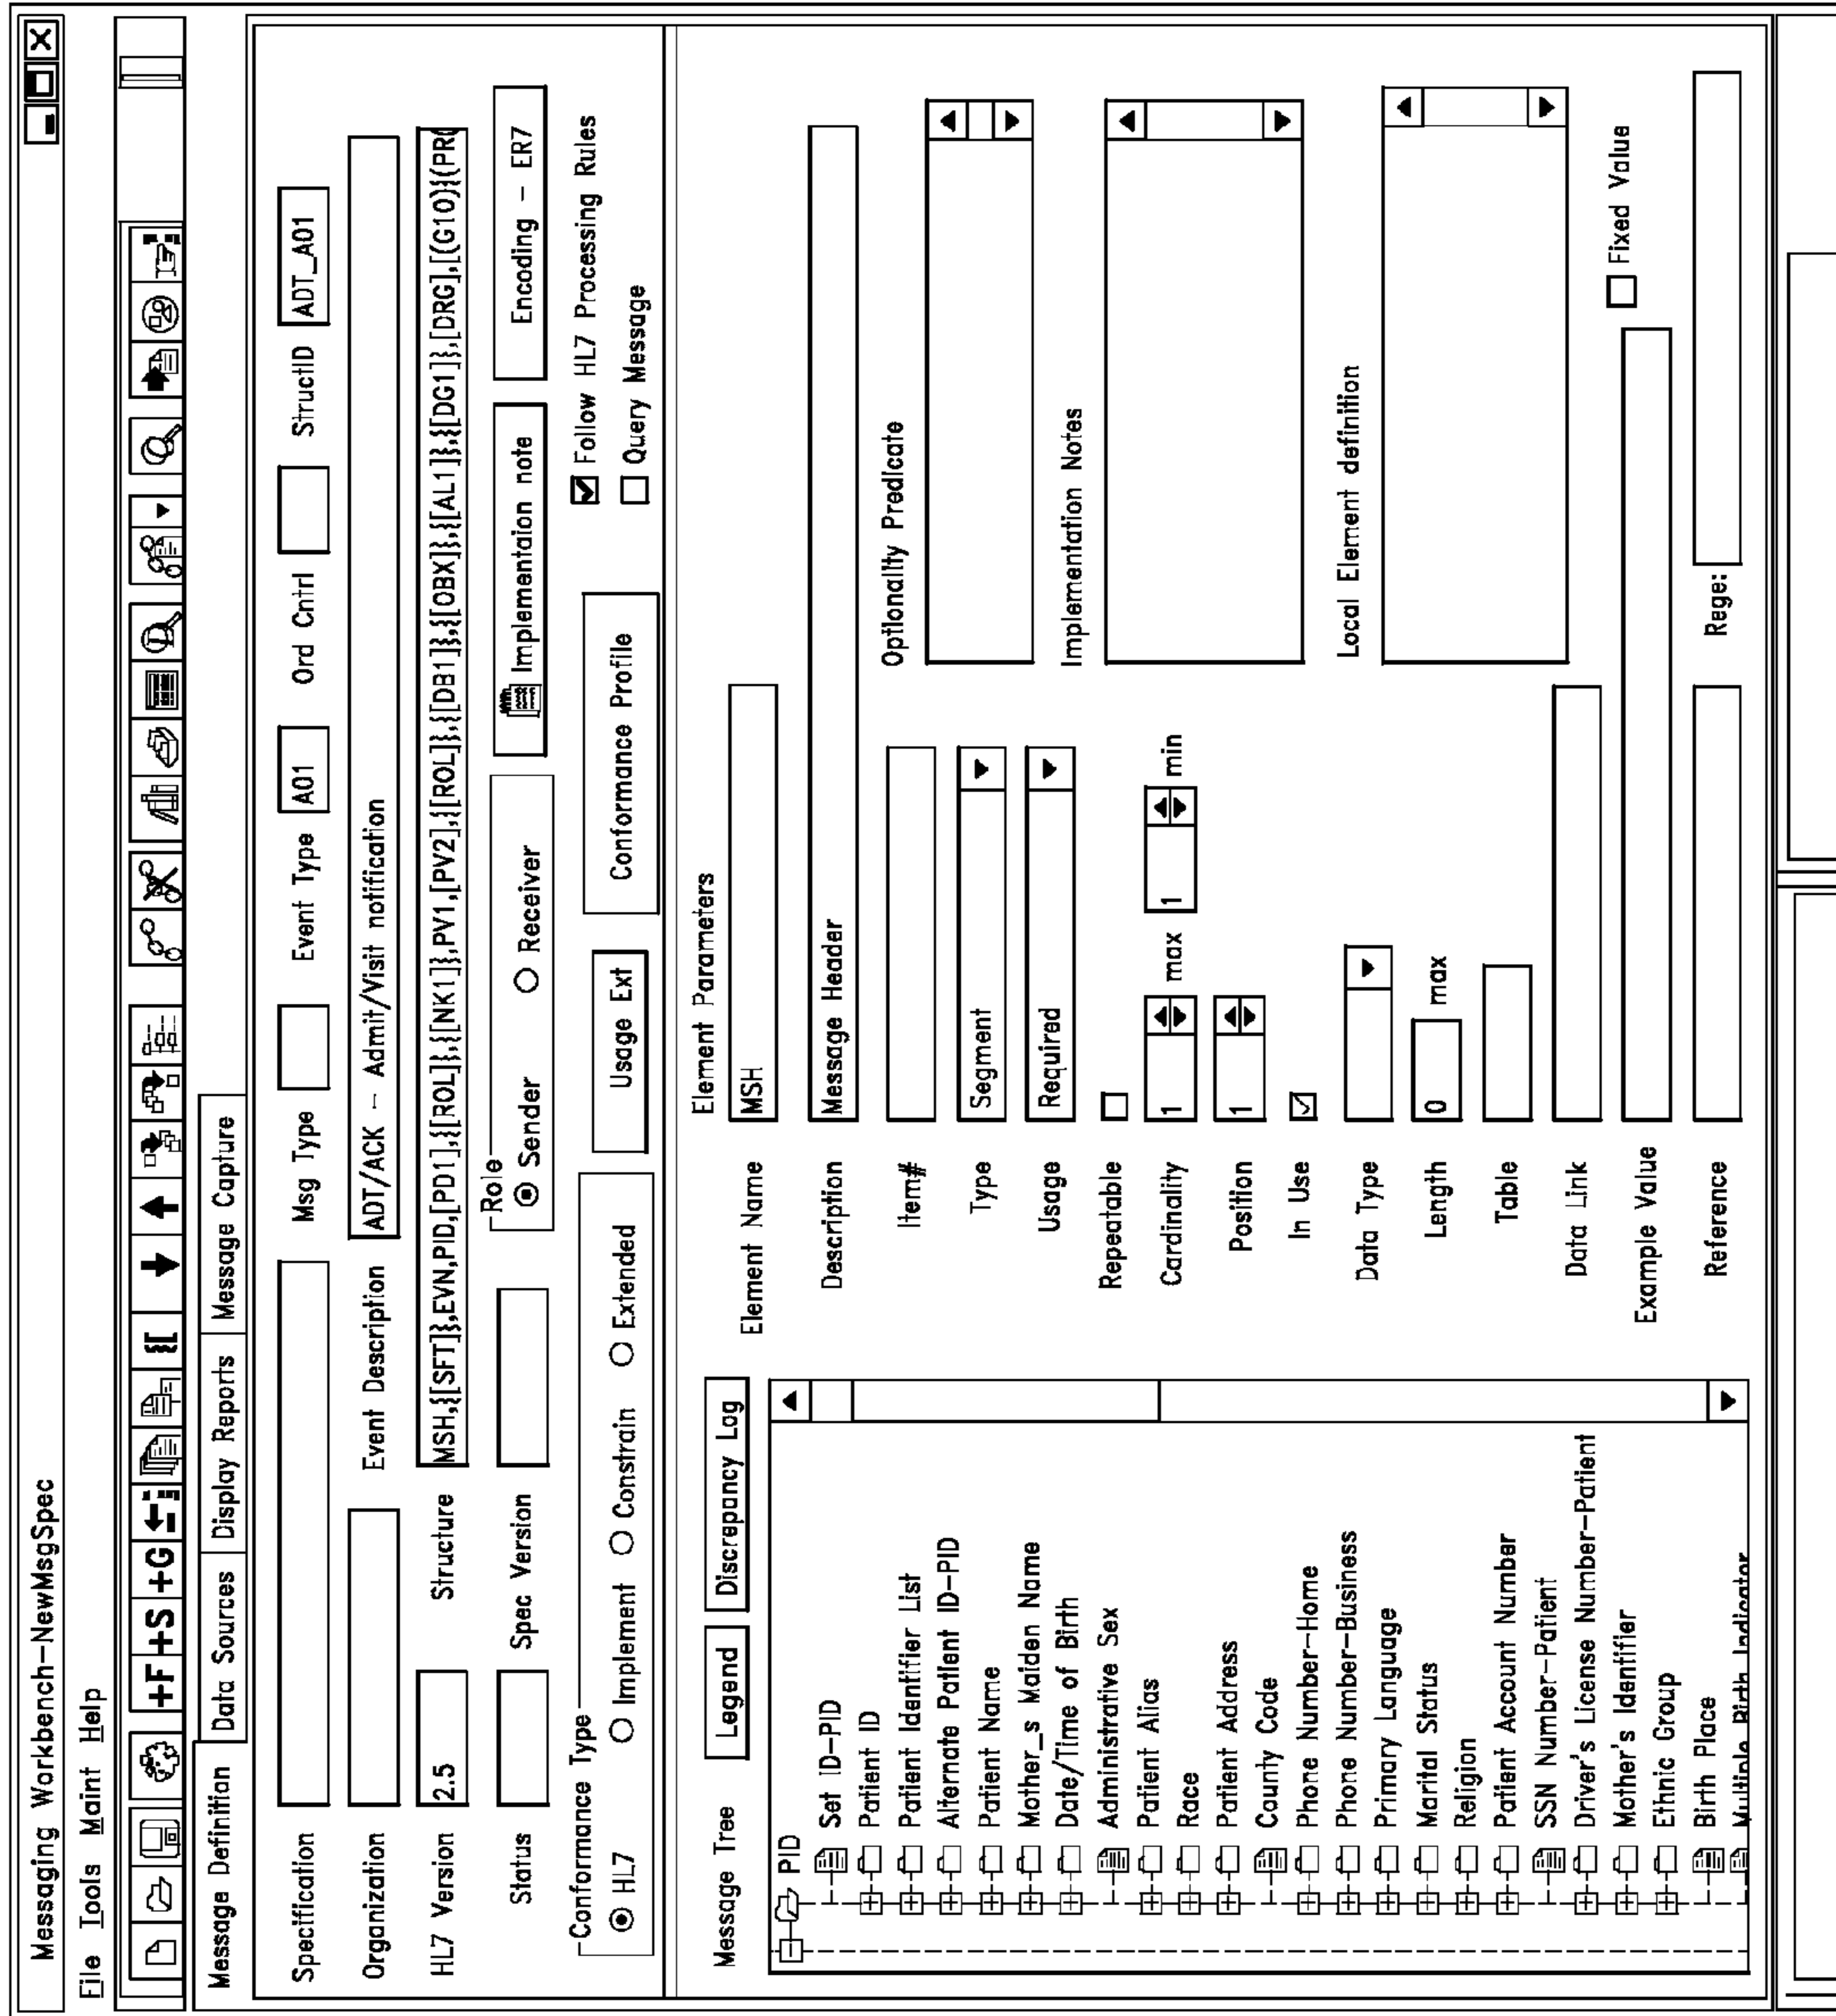 Messaging Workbench-NewMsgSpec
File Tools Maint Help
+F +S +G
Message Definition Data Sources Display Reports Message Capture
Specification Msg Type Event Type A01 Ord Cntrl StructID ADT_A01
Organization Event Description ADT/ACK - Admit/Visit notification
HL7 Version 2.5 Structure MSH,{[SFT]},EVN,PID,[PD1],{[ROL]},{[NK1]},PV1,[PV2],{[ROL]},{[DB1]},{[OBX]},{[AL1]},{[DG1]},[DRG],[(G10)}{(PR
Status Spec Version Role Sender Receiver Implementaion note Encoding - ER7
Conformance Type
HL7 Implement Constrain Extended Usage Ext Conformance Profile
Follow HL7 Processing Rules
Query Message
Message Tree Legend Discrepancy Log
PID
Set ID-PID
Patient ID
Patient Identifier List
Alternate Patient ID-PID
Patient Name
Mother_s Maiden Name
Date/Time of Birth
Administrative Sex
Patient Alias
Race
Patient Address
County Code
Phone Number-Home
Phone Number-Business
Primary Language
Marital Status
Religion
Patient Account Number
SSN Number-Patient
Driver's License Number-Patient
Mother's Identifier
Ethnic Group
Birth Place
Multiple Birth Indicator
Element Parameters
Element Name MSH
Description Message Header
Item#
Type Segment
Usage Required
Repeatable
Cardinality 1 max 1 min
Position 1
In Use
Data Type
Length 0 max
Table
Data Link
Example Value Fixed Value
Reference Rege:
Optionality Predicate
Implementation Notes
Local Element definition